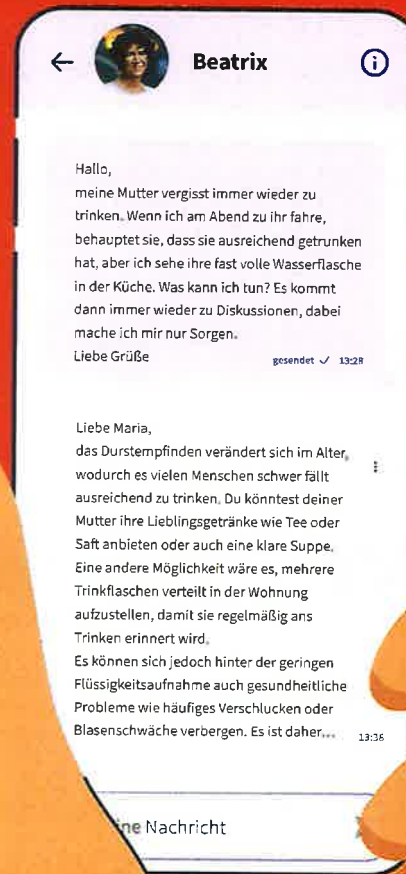 Beatrix
Hallo,
meine Mutter vergisst immer wieder zu
trinken. Wenn ich am Abend zu ihr fahre,
behauptet sie, dass sie ausreichend getrunken
hat, aber ich sehe ihre fast volle Wasserflasche
in der Küche. Was kann ich tun? Es kommt
dann immer wieder zu Diskussionen, dabei
mache ich mir nur Sorgen.
Liebe Grüße
gesendet ✓ 13:28
Liebe Maria,
das Durstempfinden verändert sich im Alter,
wodurch es vielen Menschen schwer fällt
ausreichend zu trinken. Du könntest deiner
Mutter ihre Lieblingsgetränke wie Tee oder
Saft anbieten oder auch eine klare Suppe.
Eine andere Möglichkeit wäre es, mehrere
Trinkflaschen verteilt in der Wohnung
aufzustellen, damit sie regelmäßig ans
Trinken erinnert wird.
Es können sich jedoch hinter der geringen
Flüssigkeitsaufnahme auch gesundheitliche
Probleme wie häufiges Verschlucken oder
Blasenschwäche verbergen. Es ist daher... 13:36
ne Nachricht